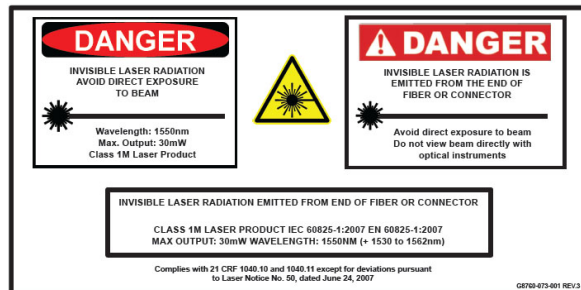 DANGER
INVISIBLE LASER RADIATION
AVOID DIRECT EXPOSURE
TO BEAM
Wavelength: 1550nm
Max. Output: 30mW
Class 1M Laser Product
DANGER
INVISIBLE LASER RADIATION IS
EMITTED FROM THE END OF
FIBER OR CONNECTOR
Avoid direct exposure to beam
Do not view beam directly with
optical instruments
INVISIBLE LASER RADIATION EMITTED FROM END OF FIBER OR CONNECTOR
CLASS 1M LASER PRODUCT IEC 60825-1:2007 EN 60825-1:2007
MAX OUTPUT: 30mW WAVELENGTH: 1550NM (+ 1530 to 1562nm)
Complies with 21 CRF 1040.10 and 1040.11 except for deviations pursuant
to Laser Notice No. 50, dated June 24, 2007
G8760-073-001 REV.3